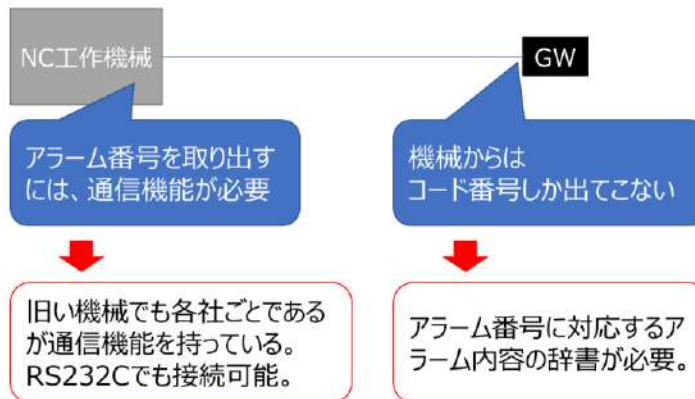 NC工作機械
GW
アラーム番号を取り出す
には、通信機能が必要
機械からは
コード番号しか出てこない
旧い機械でも各社ごとである
が通信機能を持っている。
RS232Cでも接続可能。
アラーム番号に対応するア
ラーム内容の辞書が必要。